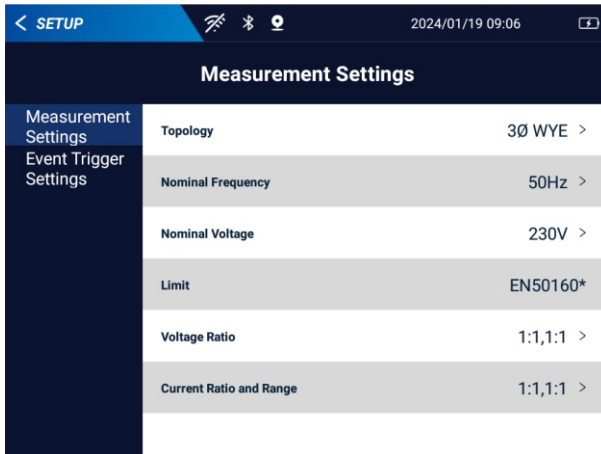 < SETUP
2024/01/19 09:06
Measurement Settings
Measurement
Settings
Event Trigger
Settings
Topology 3Ø WYE >
Nominal Frequency 50Hz >
Nominal Voltage 230V >
Limit EN50160*
Voltage Ratio 1:1,1:1 >
Current Ratio and Range 1:1,1:1 >